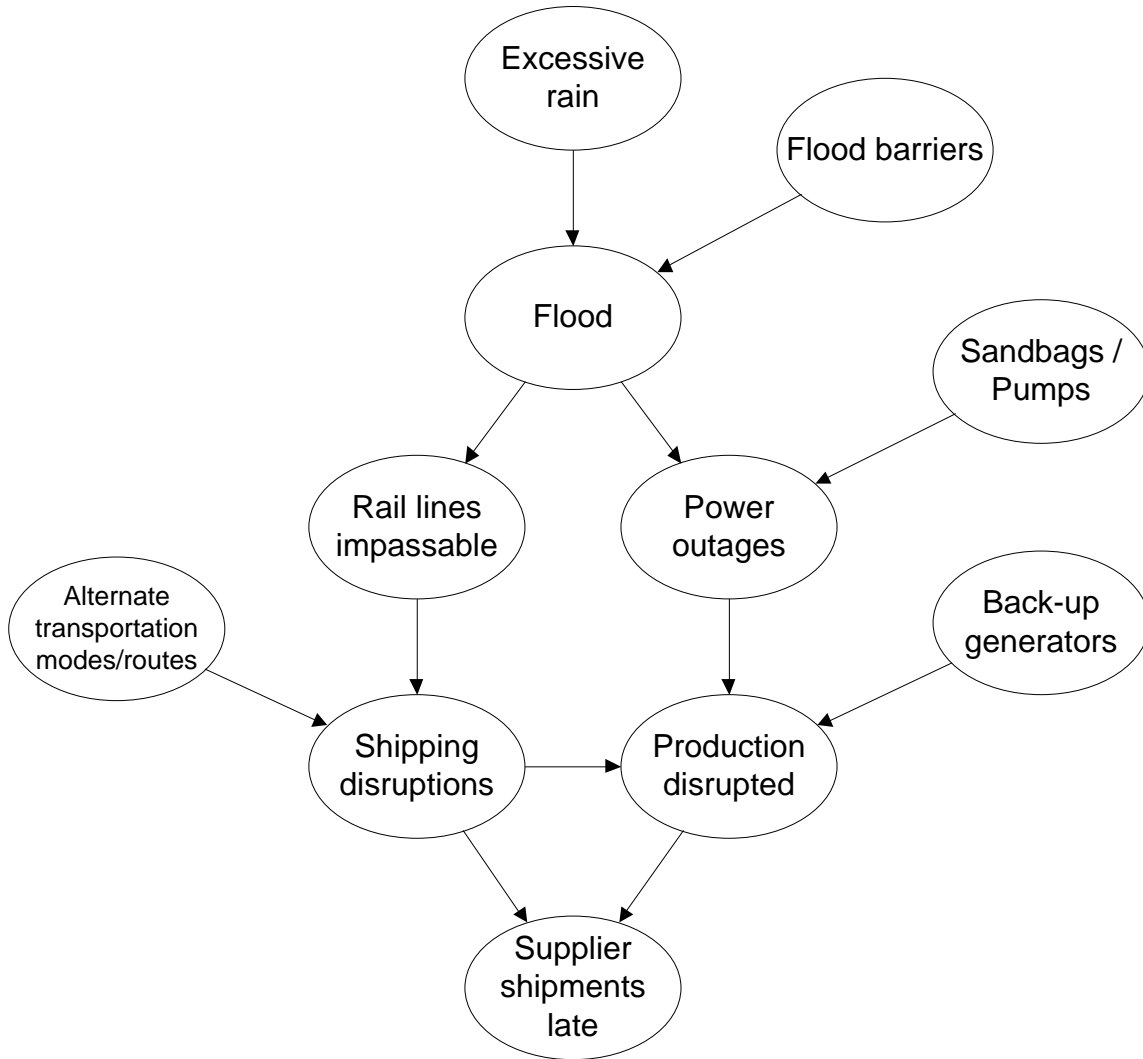 Excessive
rain
Flood barriers
Flood
Sandbags /
Pumps
Rail lines
impassable
Power
outages
Alternate
transportation
modes/routes
Back-up
generators
Shipping
disruptions
Production
disrupted
Supplier
shipments
late